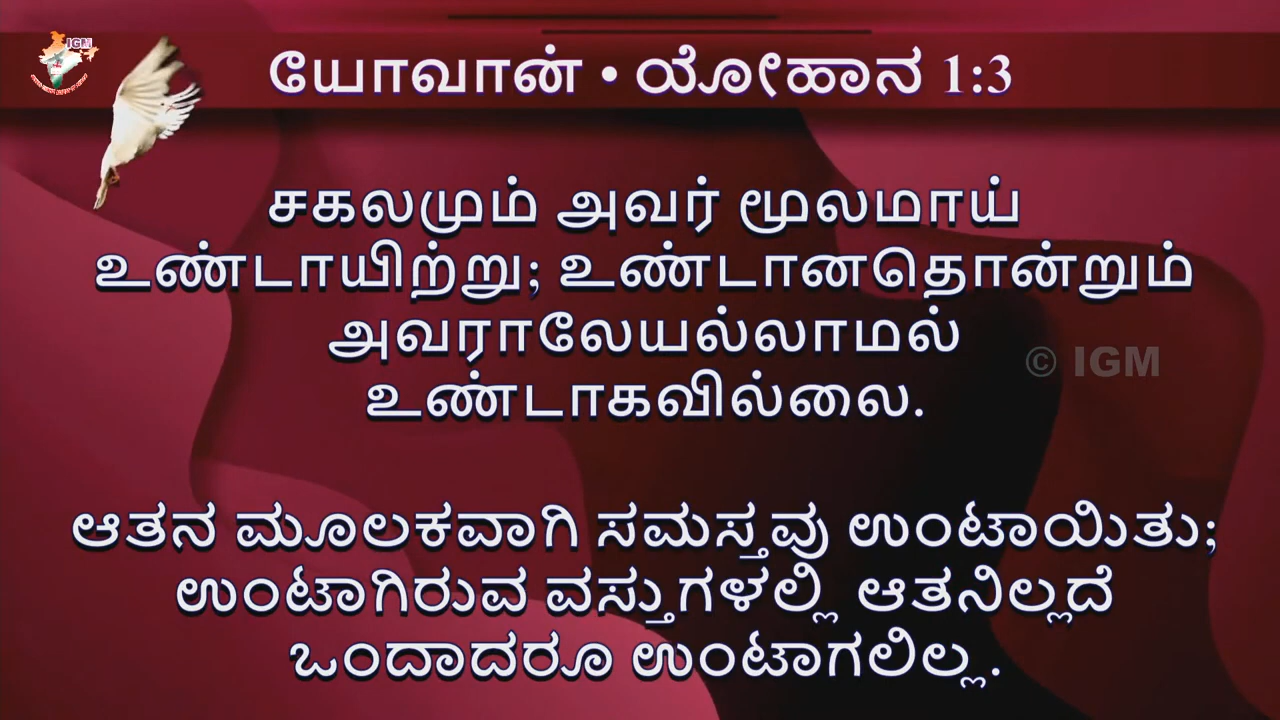 IGM
யோவான் • ಯೋಹಾನ 1:3
சகலமும் அவர் மூலமாய்
உண்டாயிற்று; உண்டானதொன்றும்
அவராலேயல்லாமல்
© IGM
உண்டாகவில்லை.
ಆತನ ಮೂಲಕವಾಗಿ ಸಮಸ್ತವು ಉಂಟಾಯಿತು;
ಉಂಟಾಗಿರುವ ವಸ್ತುಗಳಲ್ಲಿ ಆತನಿಲ್ಲದೆ
ಒಂದಾದರೂ ಉಂಟಾಗಲಿಲ್ಲ.